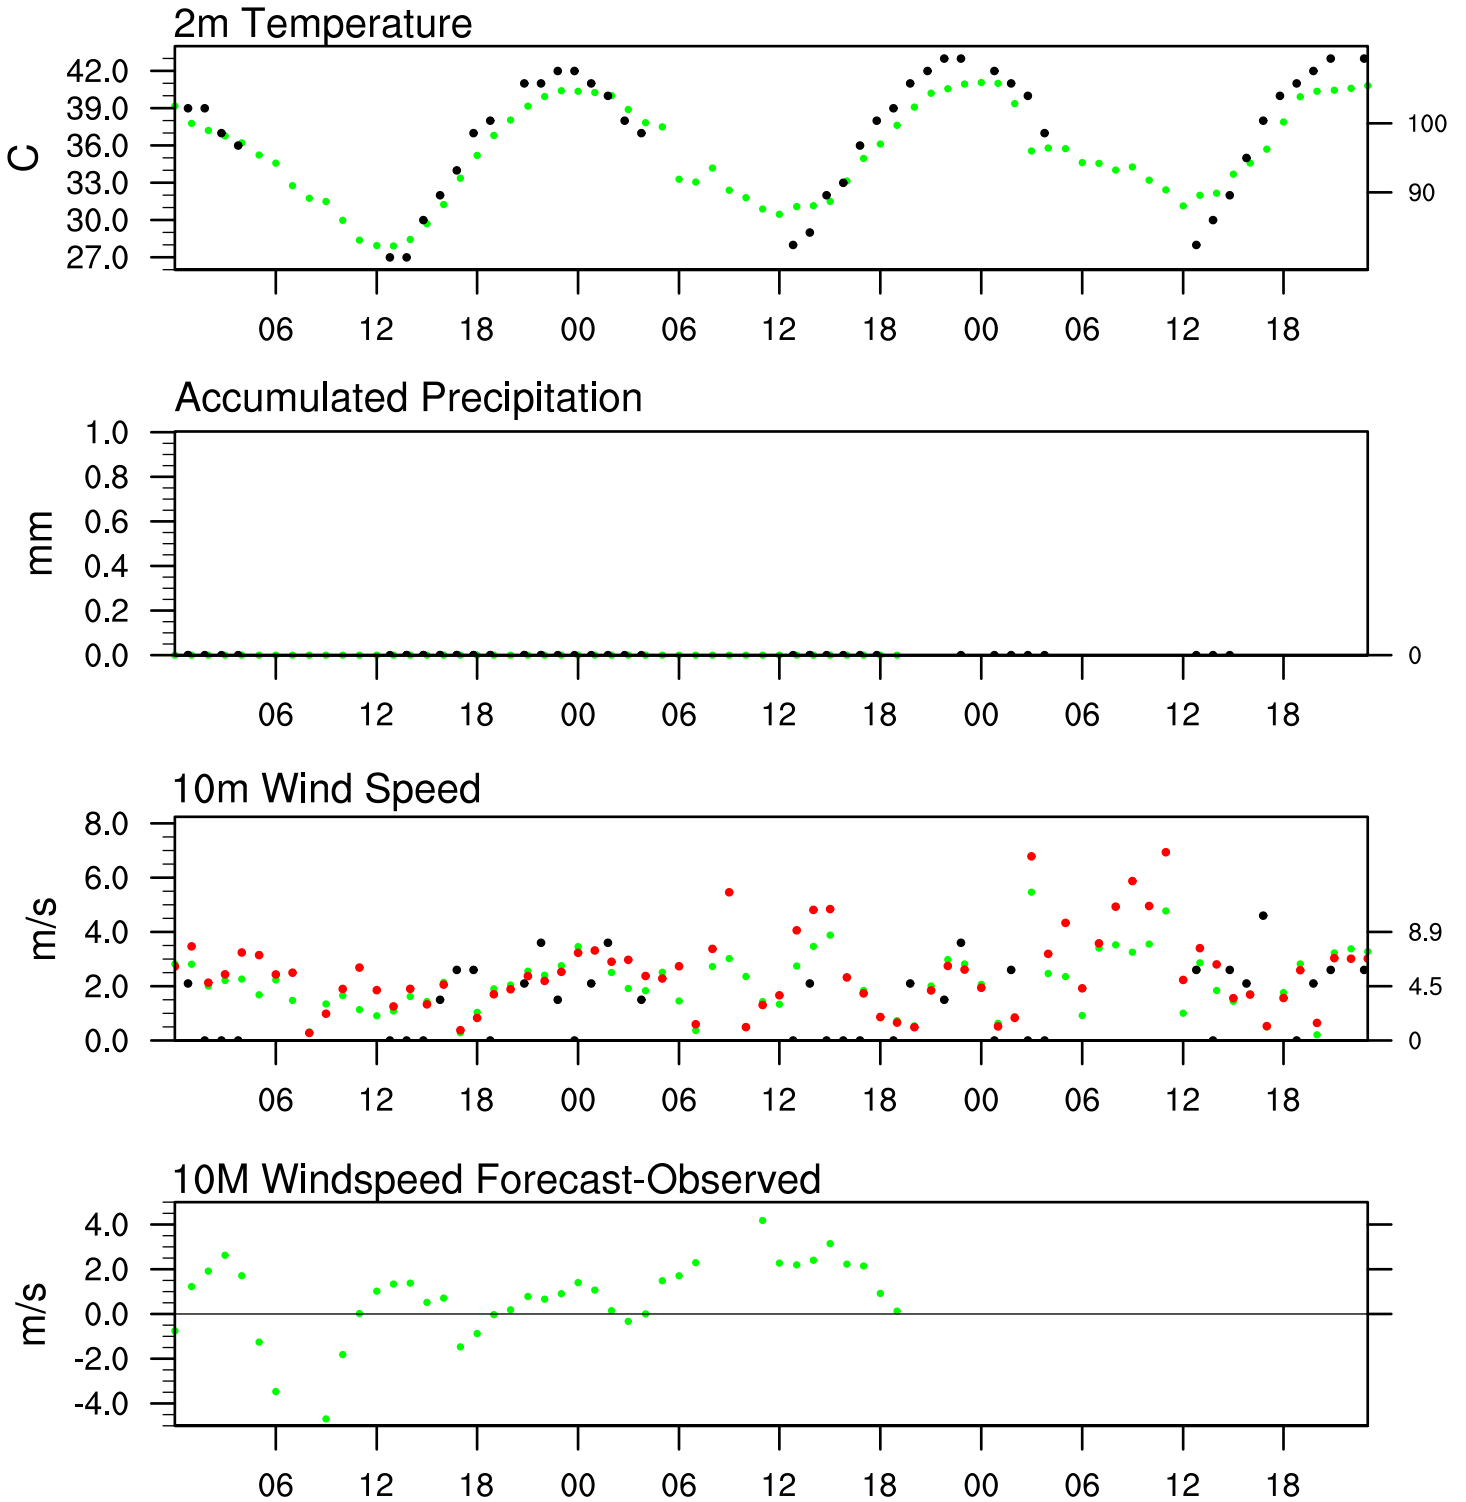 2m Temperature
42.0
39.0
36.0
33.0
30.0
27.0
C
100
90
06 12 18 00 06 12 18 00 06 12 18
Accumulated Precipitation
1.0
0.8
0.6
0.4
0.2
0.0
mm
0
06 12 18 00 06 12 18 00 06 12 18
10m Wind Speed
8.0
6.0
4.0
2.0
0.0
m/s
8.9
4.5
0
06 12 18 00 06 12 18 00 06 12 18
10M Windspeed Forecast-Observed
4.0
2.0
0.0
-2.0
-4.0
m/s
06 12 18 00 06 12 18 00 06 12 18